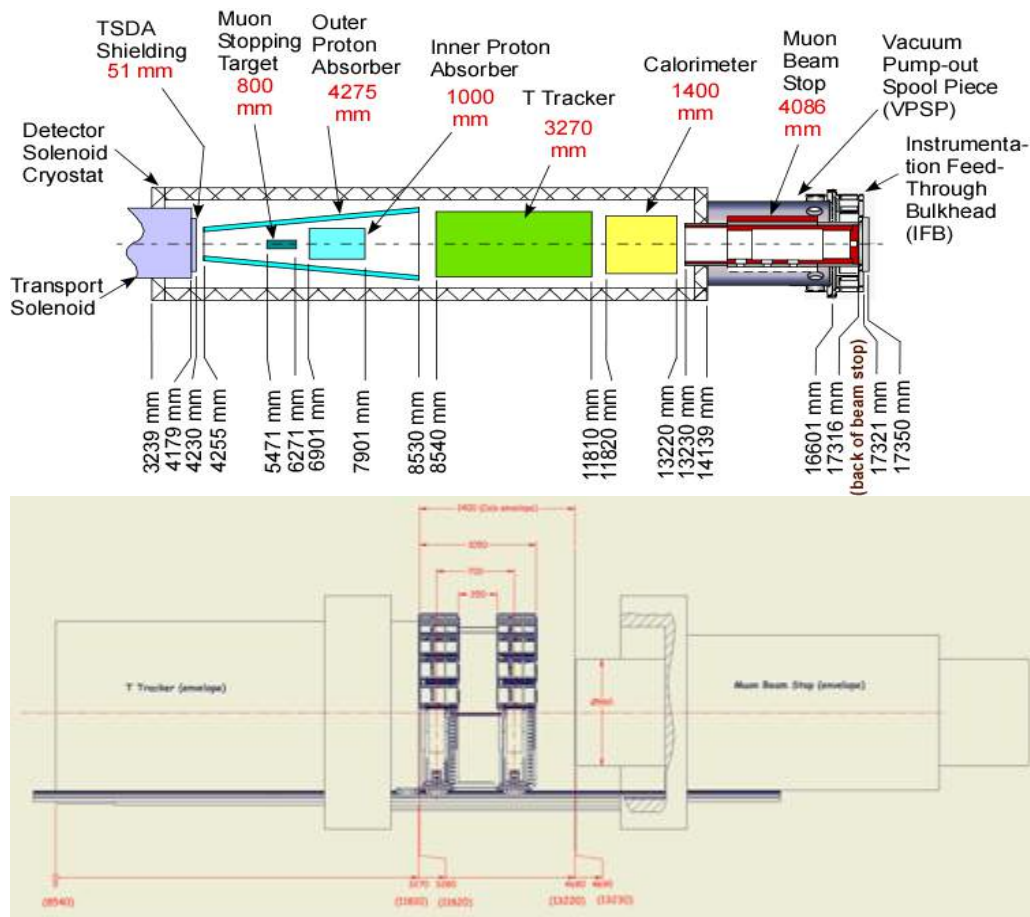 TSDA
Shielding
51 mm
Muon
Stopping
Target
800
mm
Outer
Proton
Absorber
4275
mm
Inner Proton
Absorber
1000
mm
T Tracker
3270
mm
Calorimeter
1400
mm
Muon
Beam
Stop
4086
mm
Vacuum
Pump-out
Spool Piece
(VPSP)
Detector
Solenoid
Cryostat
Instrumenta-
tion Feed-
Through
Bulkhead
(IFB)
Transport
Solenoid
3239 mm
4179 mm
4230 mm
4255 mm
5471 mm
6271 mm
6901 mm
7901 mm
8530 mm
8540 mm
11810 mm
11820 mm
13220 mm
13230 mm
14139 mm
16601 mm
17316 mm
(back of beam stop)
17321 mm
17350 mm
1400
700
T Tracker (envelope)
Muon Beam Stop (envelope)
3270
(8540)
(11820)
(13220)
(13230)